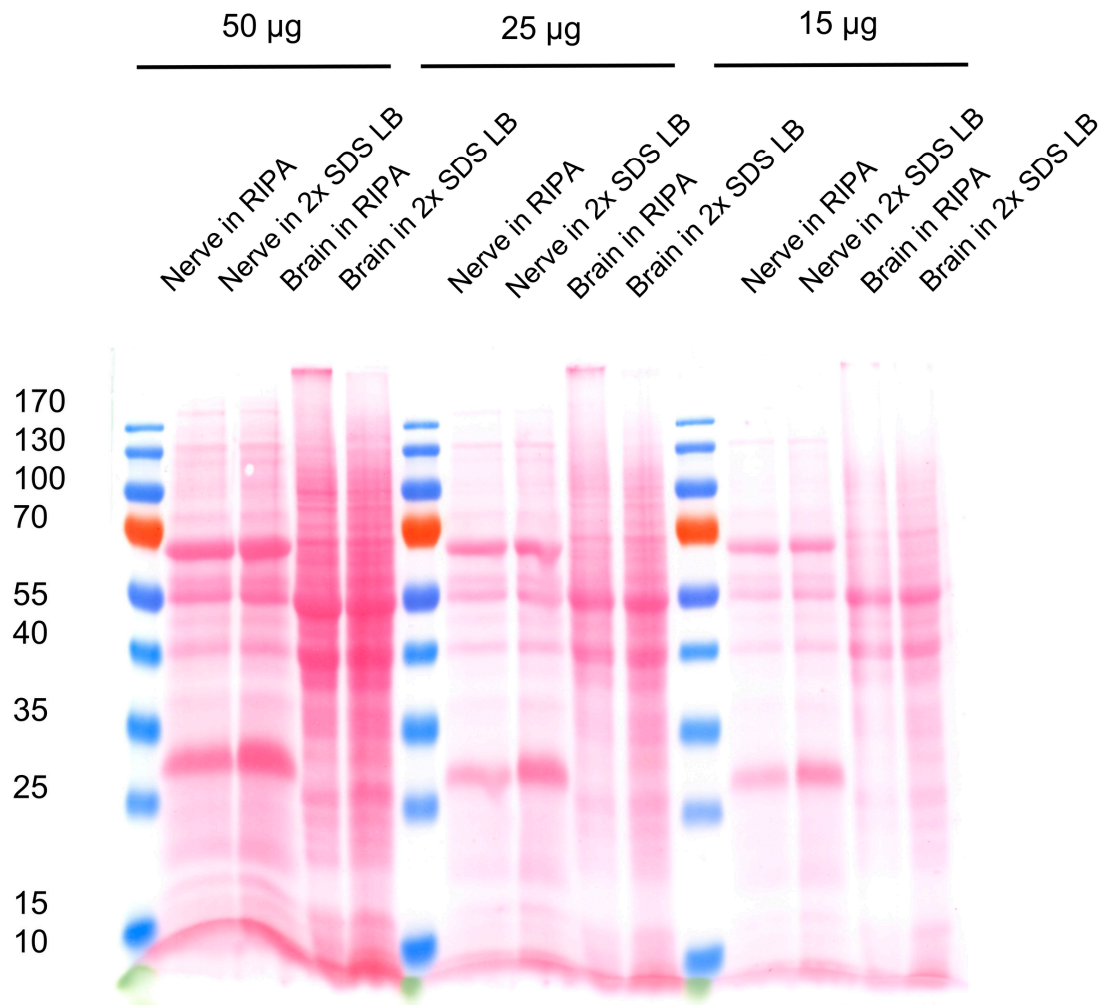 50 µg
25 µg
15 µg
Nerve in RIPA
Nerve in 2x SDS LB
Brain in RIPA
Brain in 2x SDS LB
Nerve in RIPA
Nerve in 2x SDS LB
Brain in RIPA
Brain in 2x SDS LB
Nerve in RIPA
Nerve in 2x SDS LB
Brain in RIPA
Brain in 2x SDS LB
170
130
100
70
55
40
35
25
15
10